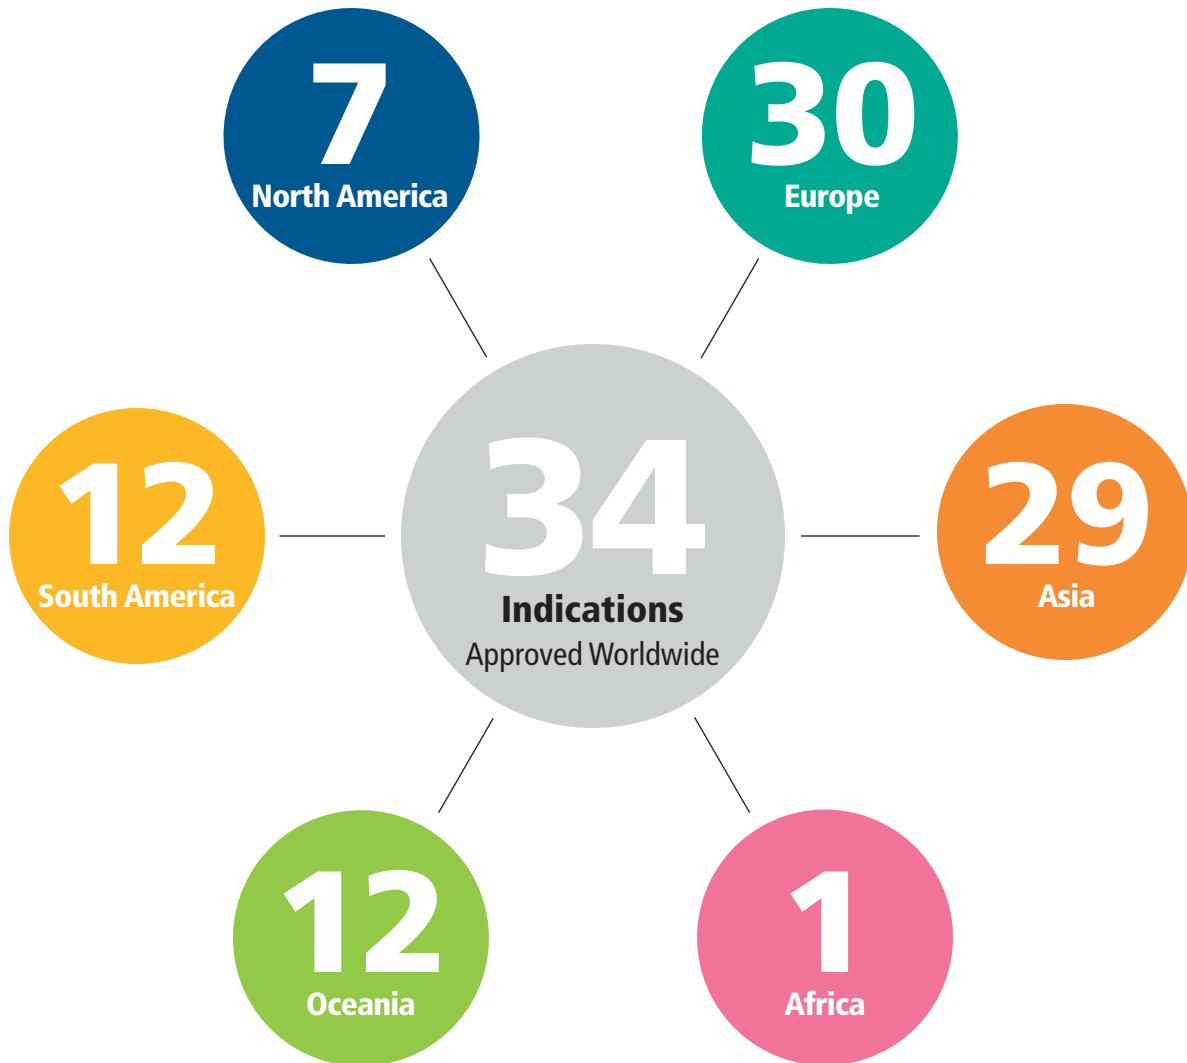 7
North America
30
Europe
12
South America
34
Indications
Approved Worldwide
29
Asia
12
Oceania
1
Africa